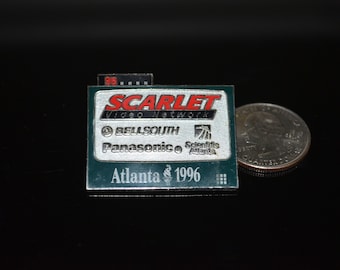 SCARLET
Video Network
BELLSOUTH
Panasonic
Scientific
Atlanta
Atlanta 1996